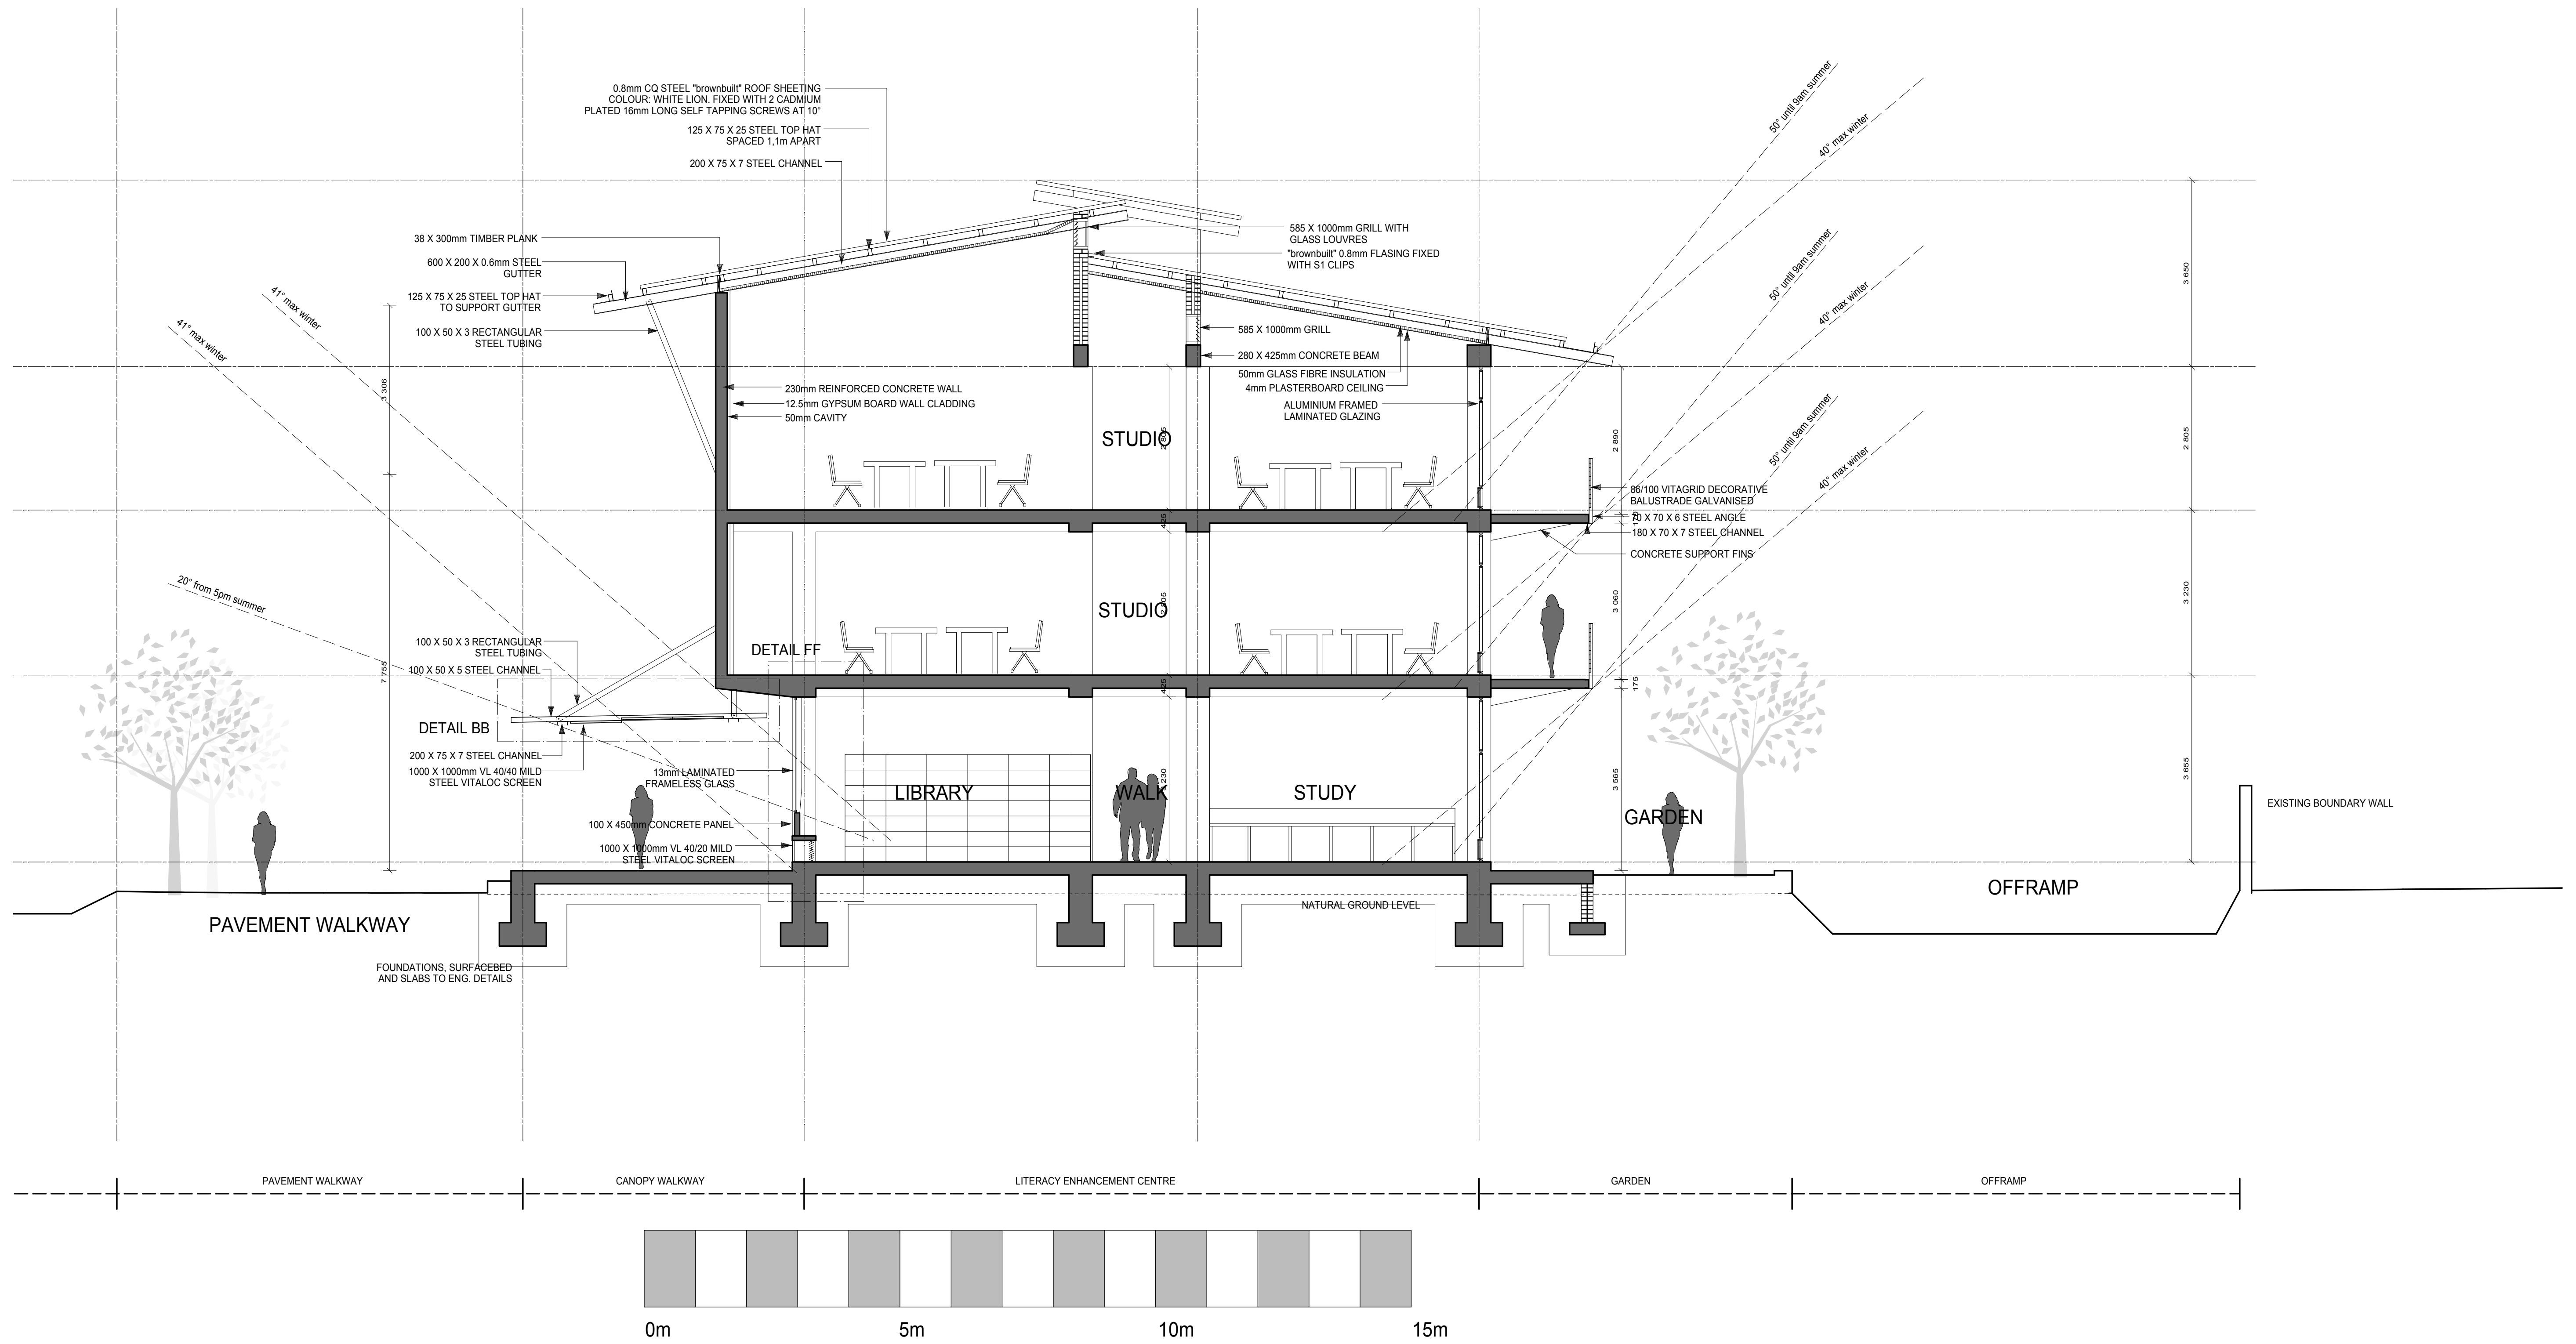 0.8mm CQ STEEL "brownbuilt" ROOF SHEETING
COLOUR: WHITE LION. FIXED WITH 2 CADMIUM
PLATED 16mm LONG SELF TAPPING SCREWS AT 10°
125 X 75 X 25 STEEL TOP HAT
SPACED 1,1m APART
200 X 75 X 7 STEEL CHANNEL
38 X 300mm TIMBER PLANK
600 X 200 X 0.6mm STEEL
GUTTER
125 X 75 X 25 STEEL TOP HAT
TO SUPPORT GUTTER
100 X 50 X 3 RECTANGULAR
STEEL TUBING
41° max winter
41° max winter
20° from 5pm summer
3 306
7 755
585 X 1000mm GRILL WITH
GLASS LOUVRES
"brownbuilt" 0.8mm FLASING FIXED
WITH S1 CLIPS
585 X 1000mm GRILL
280 X 425mm CONCRETE BEAM
50mm GLASS FIBRE INSULATION
4mm PLASTERBOARD CEILING
ALUMINIUM FRAMED
LAMINATED GLAZING
230mm REINFORCED CONCRETE WALL
12.5mm GYPSUM BOARD WALL CLADDING
50mm CAVITY
50° until 9am summer
40° max winter
50° until 9am summer
40° max winter
50° until 9am summer
40° max winter
3 650
2 805
3 230
3 655
STUDIO
2 805
425
2 890
86/100 VITAGRID DECORATIVE
BALUSTRADE GALVANISED
70 X 70 X 6 STEEL ANGLE
180 X 70 X 7 STEEL CHANNEL
CONCRETE SUPPORT FINS
STUDIO
3 060
425
175
DETAIL FF
100 X 50 X 3 RECTANGULAR
STEEL TUBING
100 X 50 X 5 STEEL CHANNEL
DETAIL BB
200 X 75 X 7 STEEL CHANNEL
1000 X 1000mm VL 40/40 MILD
STEEL VITALOC SCREEN
13mm LAMINATED
FRAMELESS GLASS
100 X 450mm CONCRETE PANEL
1000 X 1000mm VL 40/20 MILD
STEEL VITALOC SCREEN
LIBRARY
WALK
STUDY
3 565
GARDEN
EXISTING BOUNDARY WALL
OFFRAMP
NATURAL GROUND LEVEL
PAVEMENT WALKWAY
FOUNDATIONS, SURFACEBED
AND SLABS TO ENG. DETAILS
PAVEMENT WALKWAY
CANOPY WALKWAY
LITERACY ENHANCEMENT CENTRE
GARDEN
OFFRAMP
0m
5m
10m
15m